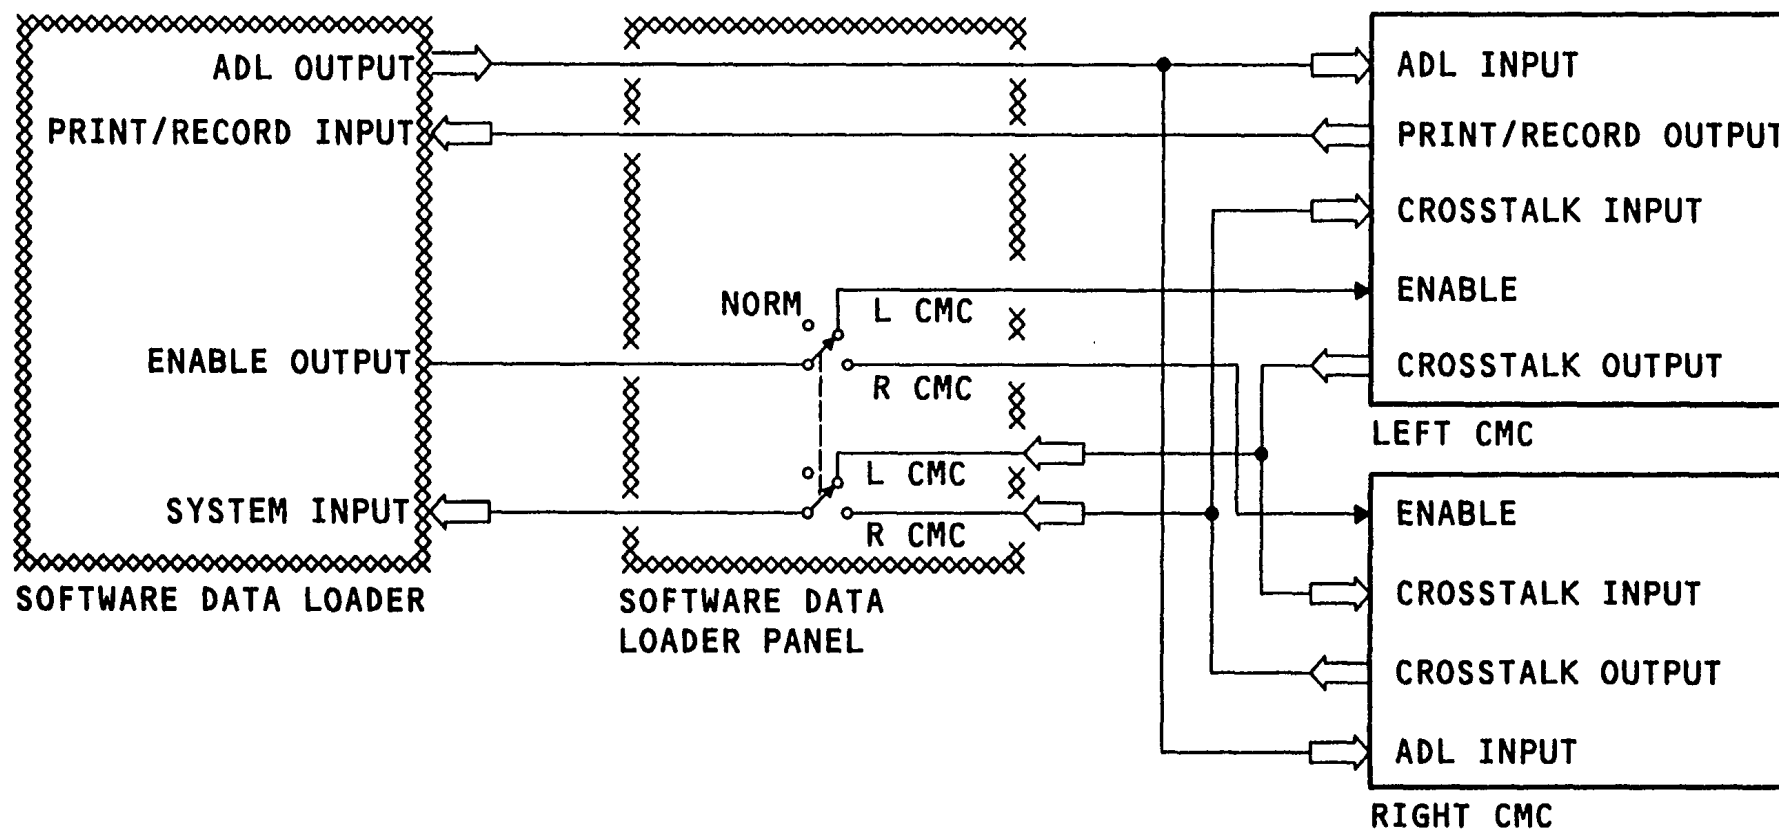 ADL OUTPUT
PRINT/RECORD INPUT
ENABLE OUTPUT
SYSTEM INPUT
SOFTWARE DATA LOADER
NORM
L CMC
R CMC
L CMC
R CMC
SOFTWARE DATA
LOADER PANEL
ADL INPUT
PRINT/RECORD OUTPUT
CROSSTALK INPUT
ENABLE
CROSSTALK OUTPUT
LEFT CMC
ENABLE
CROSSTALK INPUT
CROSSTALK OUTPUT
ADL INPUT
RIGHT CMC